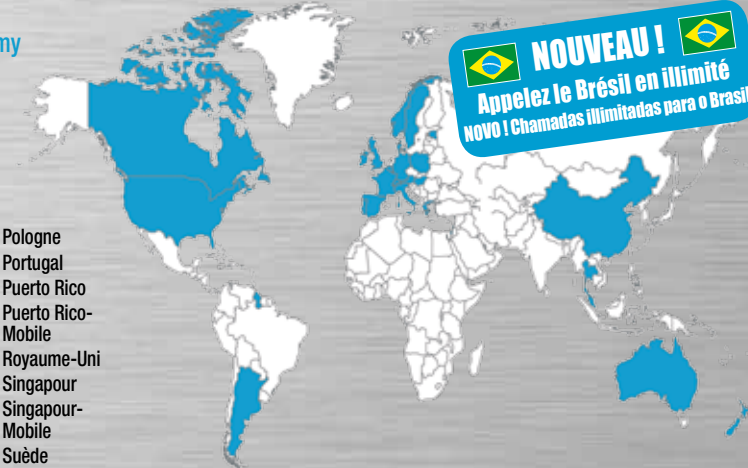 my
NOUVEAU !
Appelez le Brésil en illimité
NOVO ! Chamadas illimitadas para o Brasil
Pologne
Portugal
Puerto Rico
Puerto Rico-
Mobile
Royaume-Uni
Singapour
Singapour-
Mobile
Suède